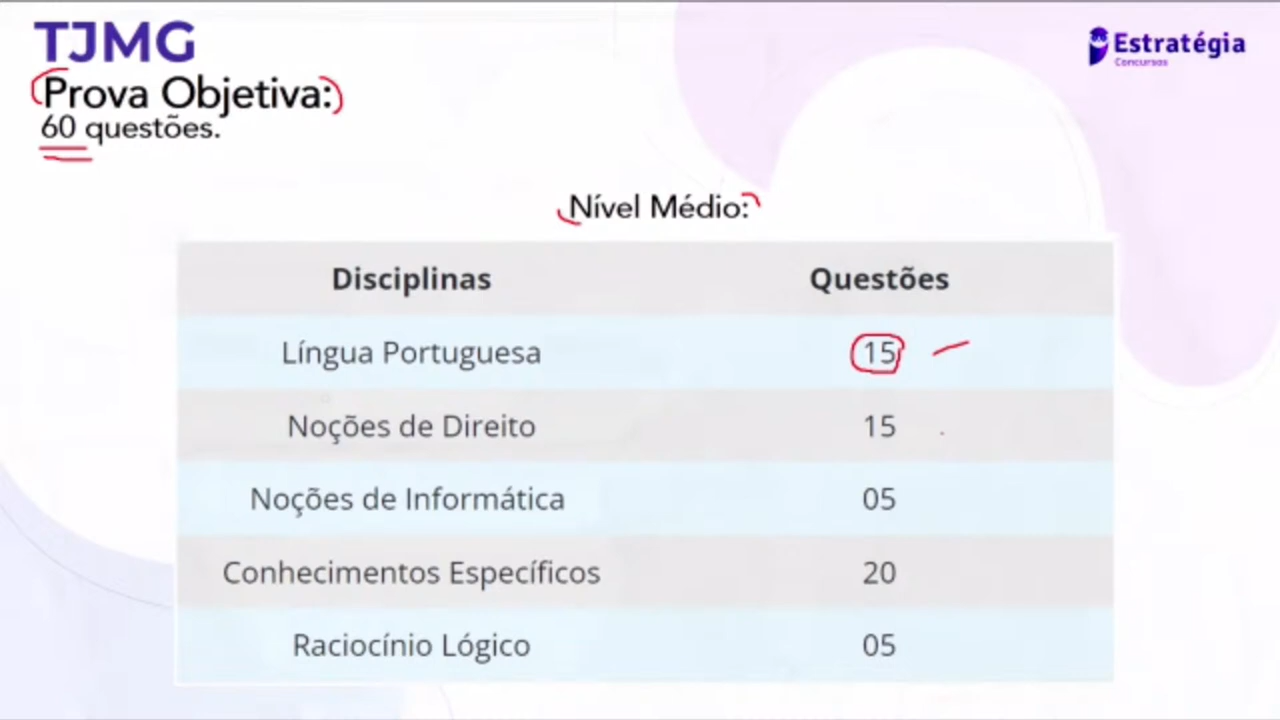 TJMG
Estratégia
Concursos
Prova Objetiva:
60 questões.
Nível Médio:
Disciplinas Questões
Língua Portuguesa 15
Noções de Direito 15
Noções de Informática 05
Conhecimentos Específicos 20
Raciocínio Lógico 05